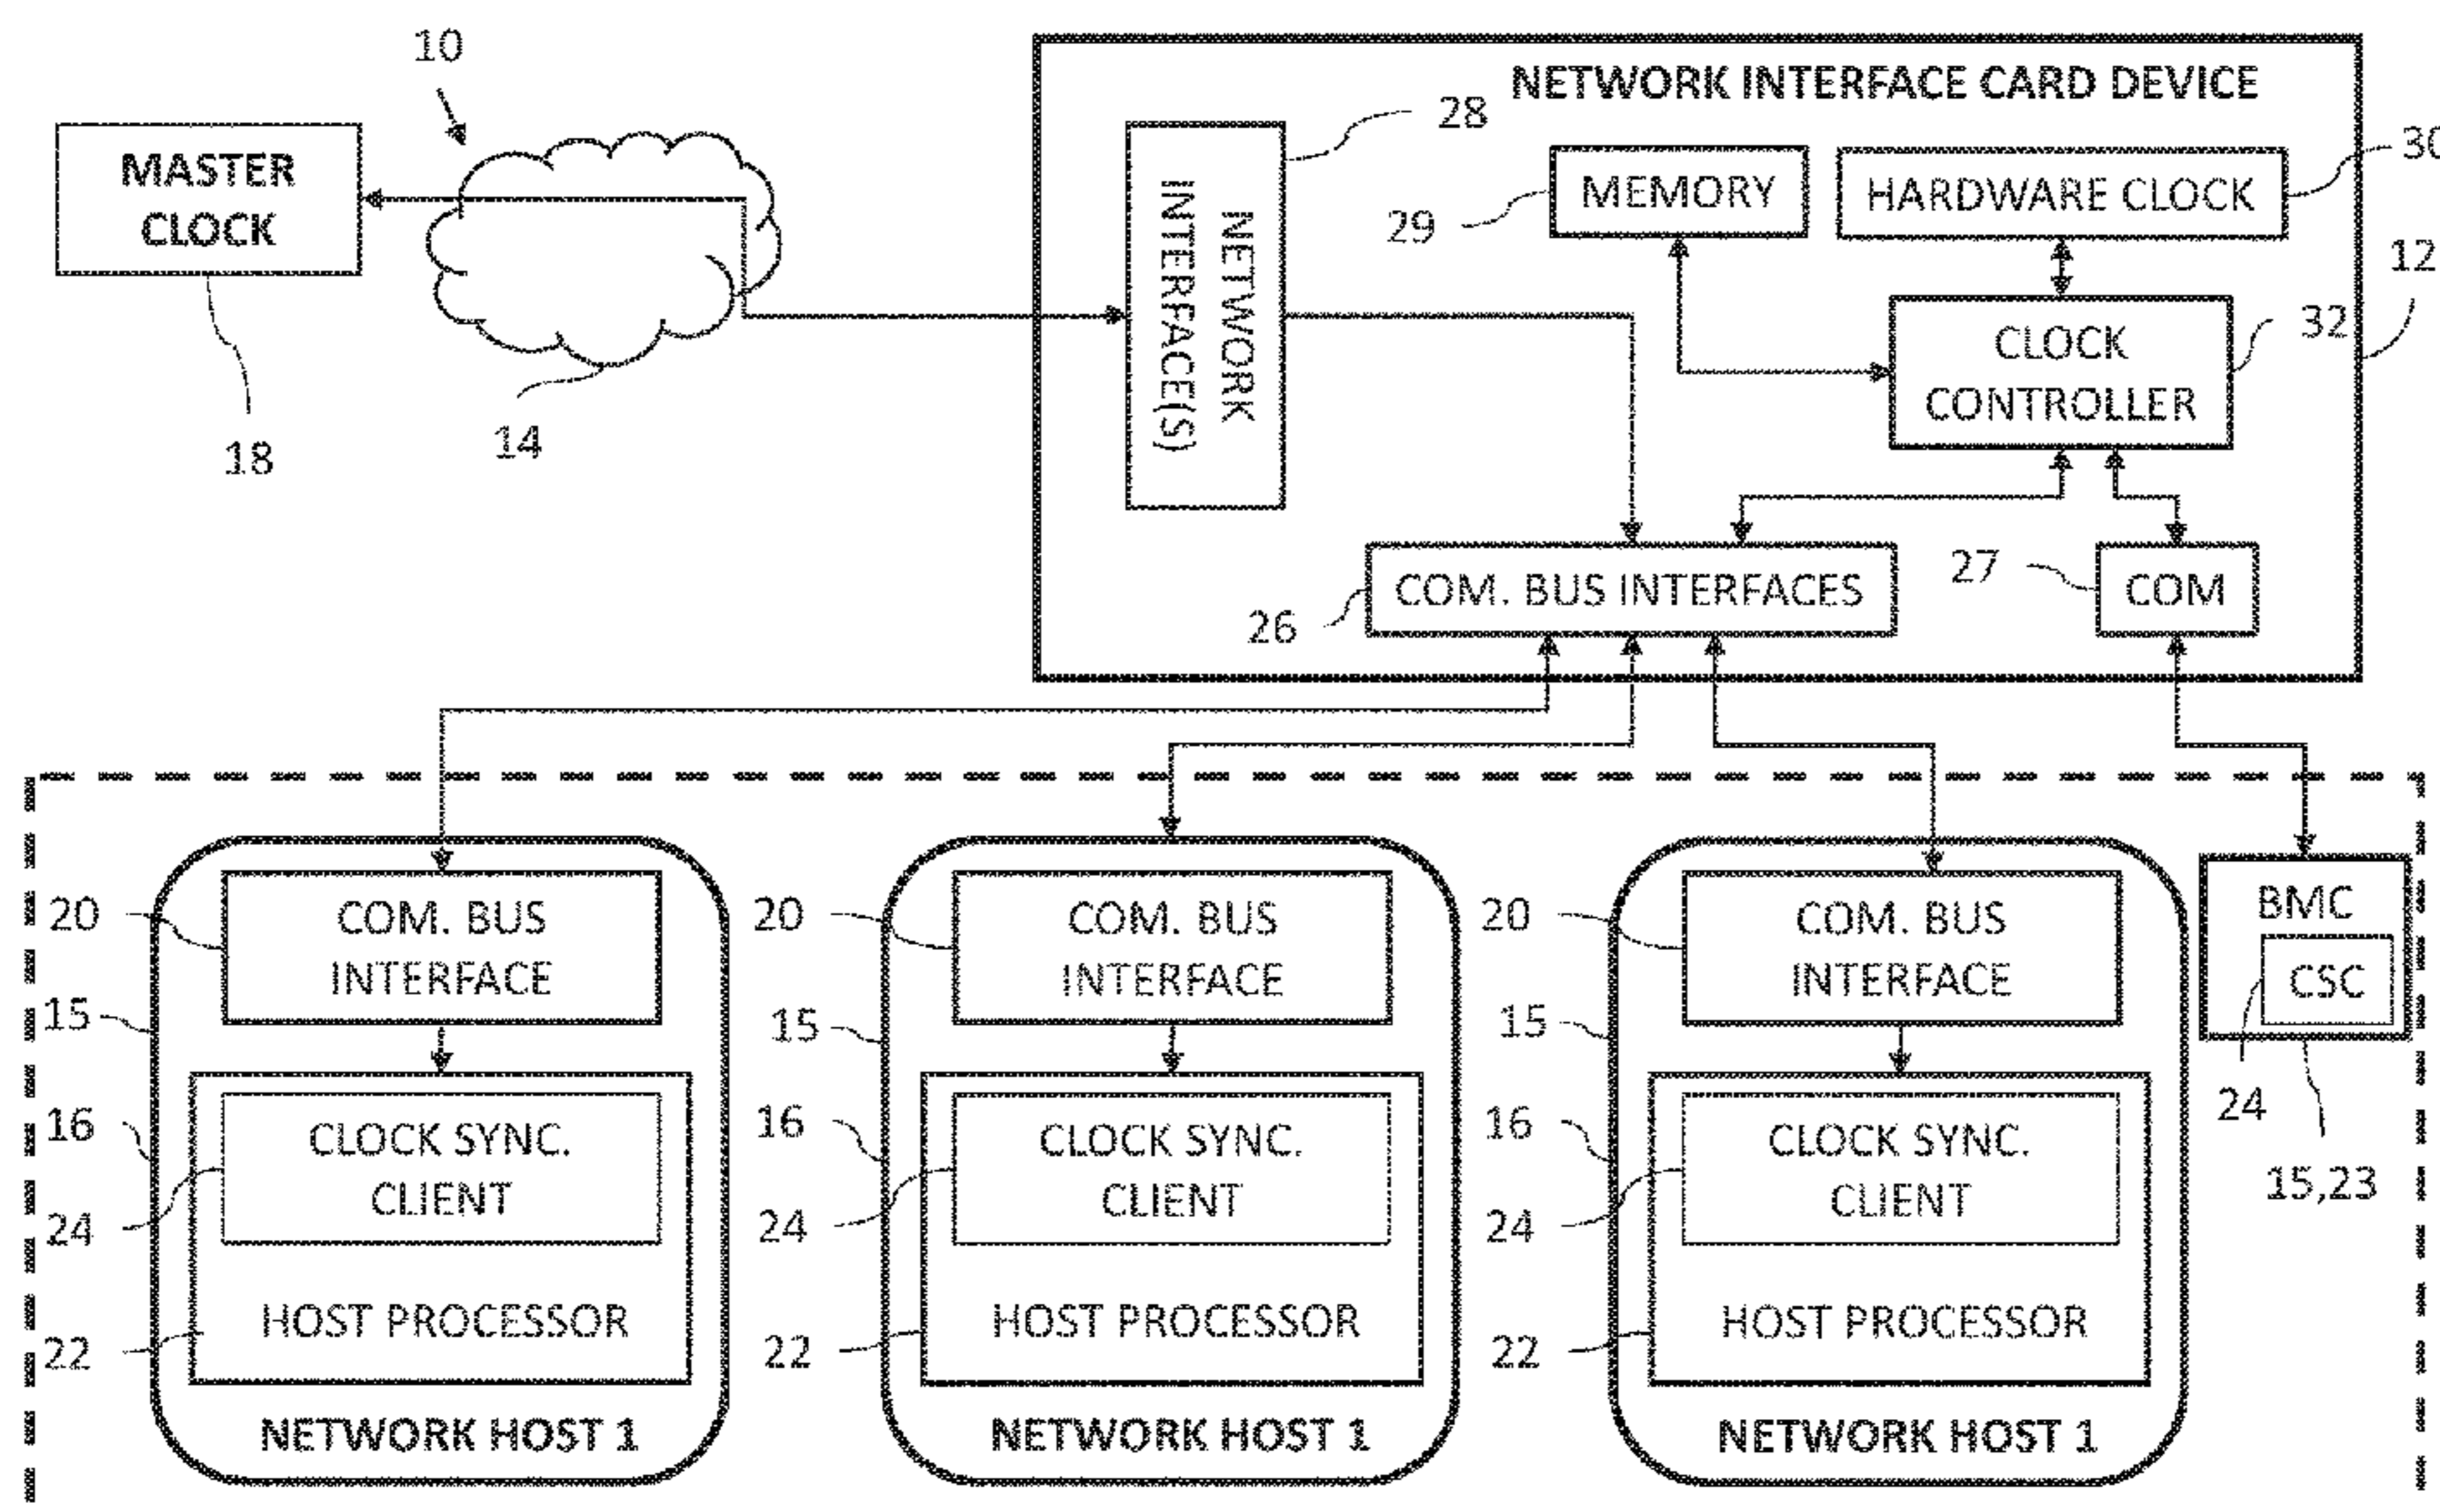 10
NETWORK INTERFACE CARD DEVICE
28
MASTER
CLOCK
NETWORK
INTERFACE(S)
MEMORY
HARDWARE CLOCK
30
29
12
CLOCK
CONTROLLER
32
18
14
COM. BUS INTERFACES
26
27
COM
20
COM. BUS
INTERFACE
15
16
CLOCK SYNC.
CLIENT
24
HOST PROCESSOR
22
NETWORK HOST 1
20
COM. BUS
INTERFACE
15
16
CLOCK SYNC.
CLIENT
24
HOST PROCESSOR
22
NETWORK HOST 1
20
COM. BUS
INTERFACE
15
16
CLOCK SYNC.
CLIENT
24
HOST PROCESSOR
22
NETWORK HOST 1
BMC
CSC
24
15,23